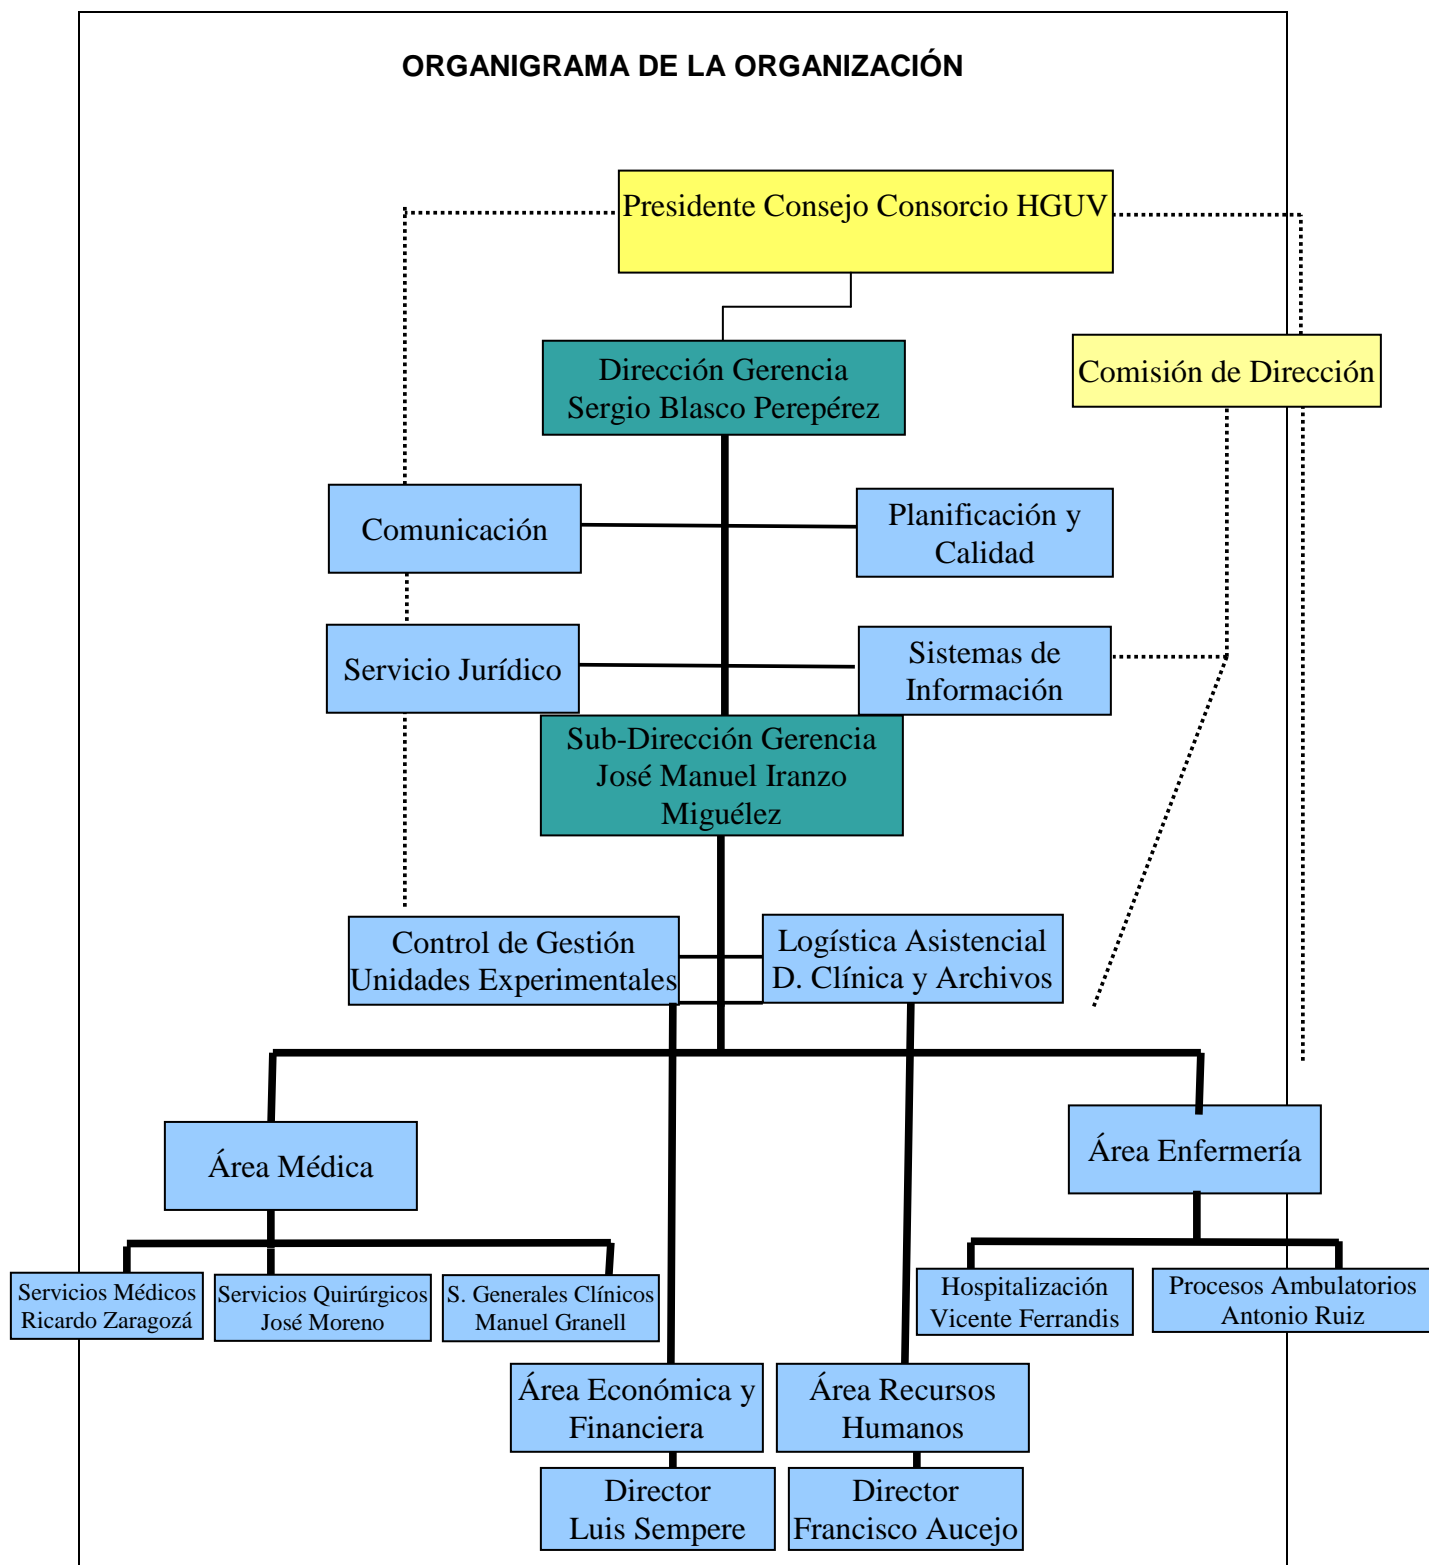 ORGANIGRAMA DE LA ORGANIZACIÓN
Presidente Consejo Consorcio HGUV
Dirección Gerencia
Sergio Blasco Perepérez
Comisión de Dirección
Comunicación
Planificación y
Calidad
Servicio Jurídico
Sistemas de
Información
Sub-Dirección Gerencia
José Manuel Iranzo
Miguélez
Control de Gestión
Unidades Experimentales
Logística Asistencial
D. Clínica y Archivos
Área Médica
Área Enfermería
Servicios Médicos
Ricardo Zaragozá
Servicios Quirúrgicos
José Moreno
S. Generales Clínicos
Manuel Granell
Hospitalización
Vicente Ferrandis
Procesos Ambulatorios
Antonio Ruiz
Área Económica y
Financiera
Área Recursos
Humanos
Director
Luis Sempere
Director
Francisco Aucejo